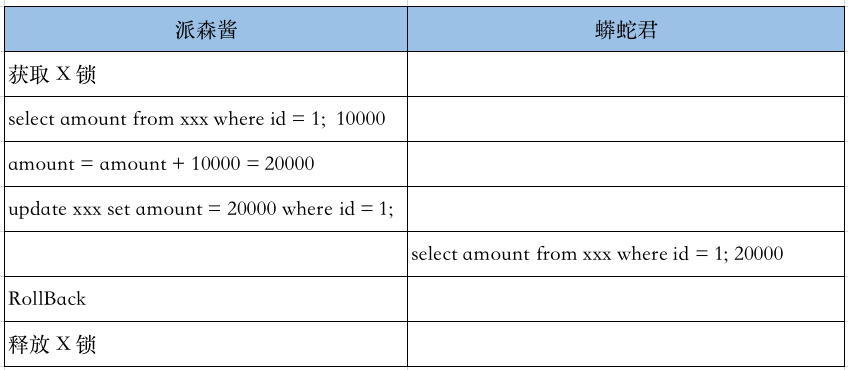 派森酱 蟒蛇君
获取 X 锁
select amount from xxx where id = 1;  10000
amount = amount + 10000 = 20000
update xxx set amount = 20000 where id = 1;
select amount from xxx where id = 1; 20000
RollBack
释放 X 锁